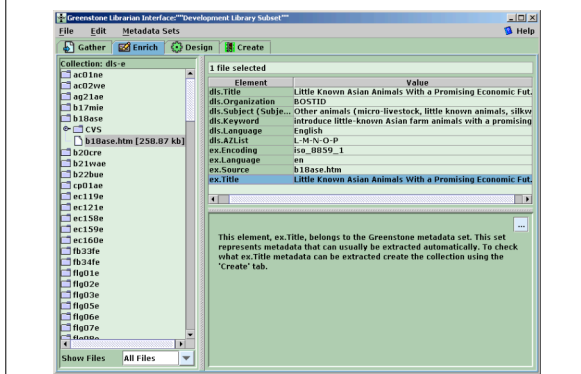 Greenstone Librarian Interface:""Development Library Subset""
File Edit Metadata Sets Help
Gather Enrich Design Create
Collection: dls-e
ac01ne
ac02we
ag21ae
b17mie
b18ase
CVS
b18ase.htm [258.87 kb]
b20cre
b21wae
b22bue
cp01ae
ec119e
ec121e
ec158e
ec159e
ec160e
fb33fe
fb34fe
flg01e
flg02e
flg03e
flg05e
flg06e
flg07e
flg08e
Show Files All Files
1 file selected
Element Value
dls.Title Little Known Asian Animals With a Promising Economic Fut.
dls.Organization BOSTID
dls.Subject (Subje... Other animals (micro-livestock, little known animals, silkw
dls.Keyword introduce little-known Asian farm animals with a promising
dls.Language English
dls.AZList L-M-N-O-P
ex.Encoding iso_8859_1
ex.Language en
ex.Source b18ase.htm
ex.Title Little Known Asian Animals With a Promising Economic Fut.
...
This element, ex.Title, belongs to the Greenstone metadata set. This set
represents metadata that can usually be extracted automatically. To check
what ex.Title metadata can be extracted create the collection using the
'Create' tab.